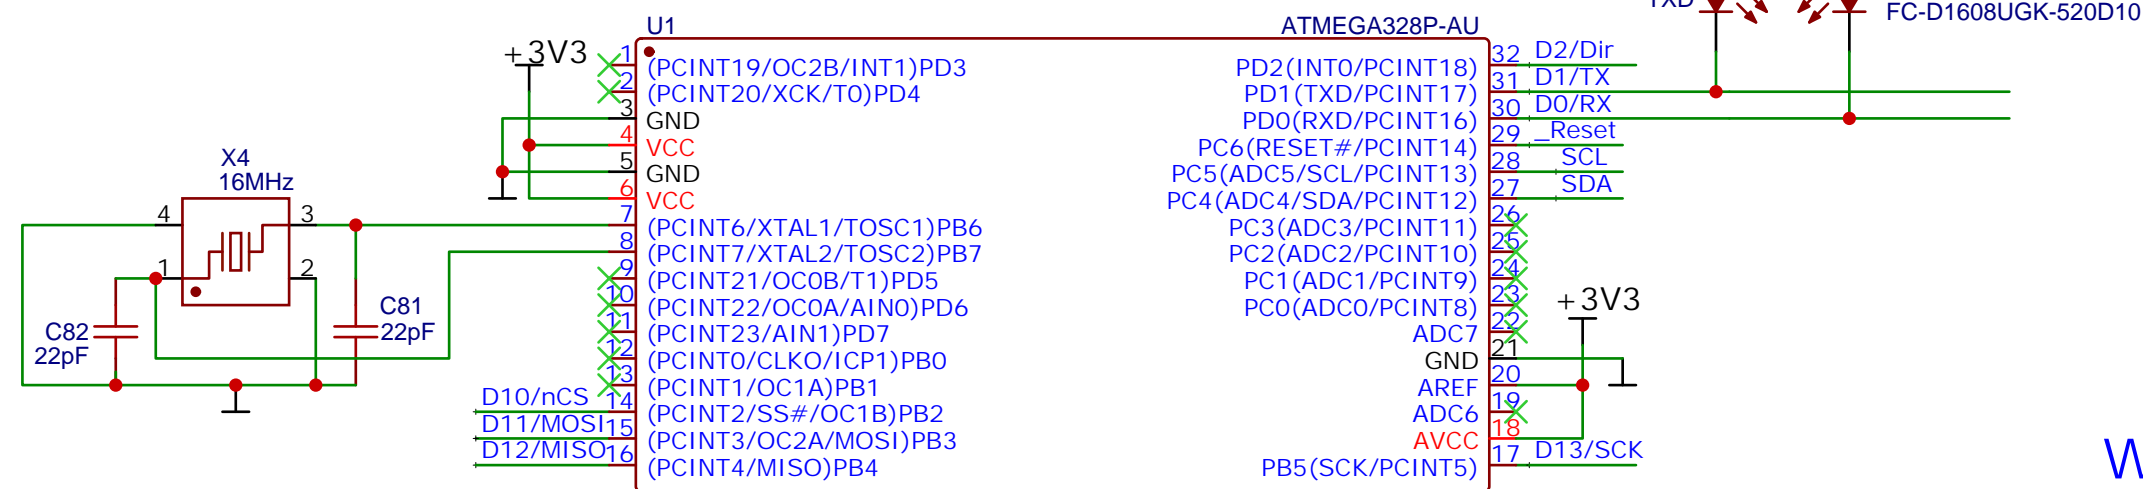 TXD
FC-D1608UGK-520D10
U1
ATMEGA328P-AU
+3V3
1
(PCINT19/OC2B/INT1)PD3
2
(PCINT20/XCK/T0)PD4
3
GND
4
VCC
5
GND
6
VCC
7
(PCINT6/XTAL1/TOSC1)PB6
8
(PCINT7/XTAL2/TOSC2)PB7
9
(PCINT21/OC0B/T1)PD5
10
(PCINT22/OC0A/AIN0)PD6
11
(PCINT23/AIN1)PD7
12
(PCINT0/CLKO/ICP1)PB0
13
(PCINT1/OC1A)PB1
D10/nCS
14
(PCINT2/SS#/OC1B)PB2
D11/MOSI
15
(PCINT3/OC2A/MOSI)PB3
D12/MISO
16
(PCINT4/MISO)PB4
PD2(INT0/PCINT18)
32
D2/Dir
PD1(TXD/PCINT17)
31
D1/TX
PD0(RXD/PCINT16)
30
D0/RX
PC6(RESET#/PCINT14)
29
_Reset
PC5(ADC5/SCL/PCINT13)
28
SCL
PC4(ADC4/SDA/PCINT12)
27
SDA
PC3(ADC3/PCINT11)
26
PC2(ADC2/PCINT10)
25
PC1(ADC1/PCINT9)
24
PC0(ADC0/PCINT8)
23
ADC7
22
GND
21
AREF
20
ADC6
19
AVCC
18
PB5(SCK/PCINT5)
17
D13/SCK
+3V3
X4
16MHz
4
3
1
2
C82
22pF
C81
22pF
W